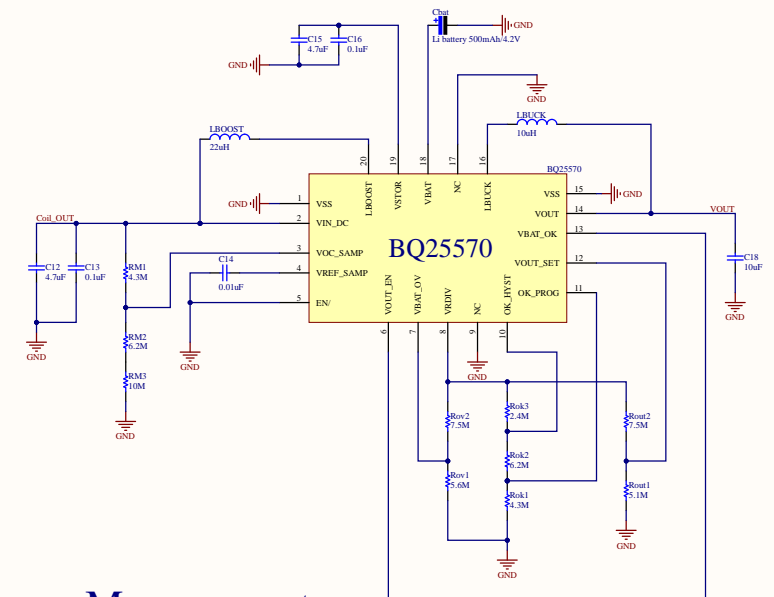 Cbat
GND
Li battery 500mAh/4.2V
C15
4.7uF
C16
0.1uF
GND
GND
LBOOST
22uH
LBUCK
10uH
20
19
18
17
16
BQ25570
LBOOST
VSTOR
VBAT
NC
LBUCK
GND
1
VSS
VSS
15
GND
Coil_OUT
2
VIN_DC
VOUT
14
VOUT
VBAT_OK
13
BQ25570
3
VOC_SAMP
VOUT_SET
12
C12
4.7uF
C13
0.1uF
RM1
4.3M
C14
0.01uF
4
VREF_SAMP
C18
10uF
5
EN/
VOUT_EN
VBAT_OV
VRDIV
NC
OK_HYST
OK_PROG
11
GND
6
7
8
9
10
GND
RM2
6.2M
GND
GND
RM3
10M
GND
Rov2
7.5M
Rok3
2.4M
Rout2
7.5M
Rok2
6.2M
Rov1
5.6M
Rok1
4.3M
Rout1
5.1M
GND
GND